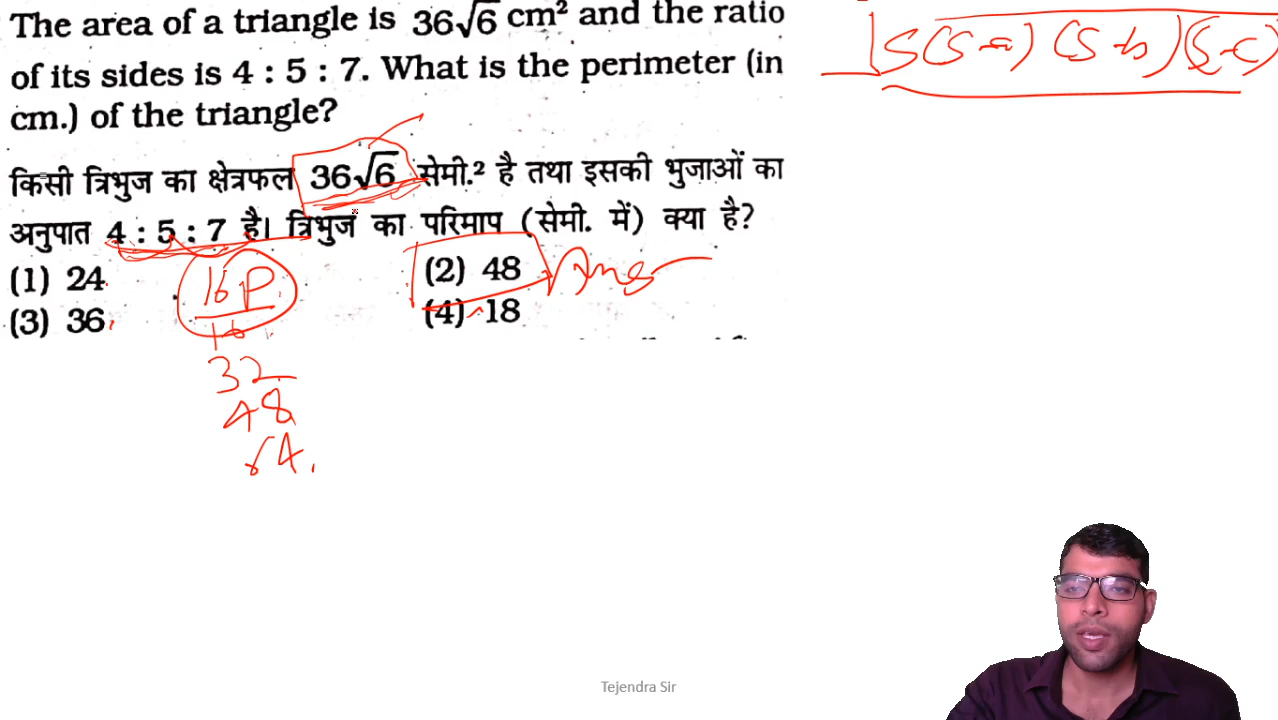 The area of a triangle is 36√6 cm² and the ratio
of its sides is 4 : 5 : 7. What is the perimeter (in
cm.) of the triangle?
√S(S-a) (S-b)(S-c)
किसी त्रिभुज का क्षेत्रफल 36√6 सेमी.² है तथा इसकी भुजाओं का
अनुपात 4 : 5 : 7 है। त्रिभुज का परिमाप (सेमी. में) क्या है?
(1) 24 (2) 48 Ans
(3) 36 (4) 18
16P
16
32
48
64
Tejendra Sir